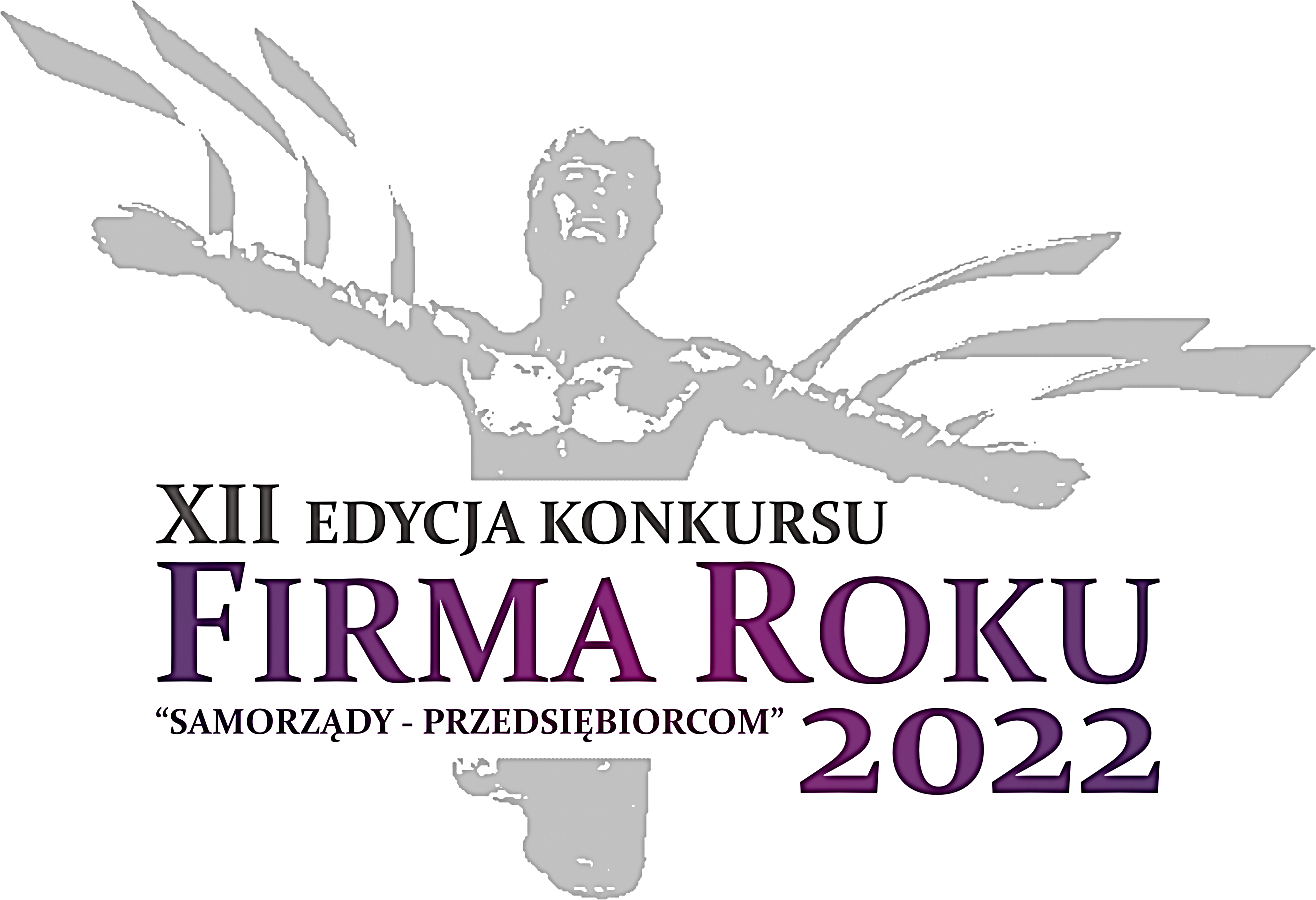 XII EDYCJA KONKURSU
FIRMA ROKU
“SAMORZĄDY - PRZEDSIĘBIORCOM” 2022